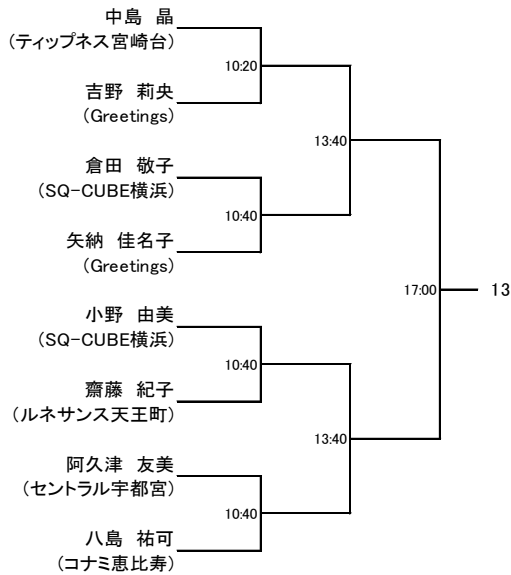 中島　晶
(ティップネス宮崎台)
10:20
吉野　莉央
(Greetings)
13:40
倉田　敬子
(SQ-CUBE横浜)
10:40
矢納　佳名子
(Greetings)
17:00
13
小野　由美
(SQ-CUBE横浜)
10:40
齋藤　紀子
(ルネサンス天王町)
13:40
阿久津　友美
(セントラル宇都宮)
10:40
八島　祐可
(コナミ恵比寿)